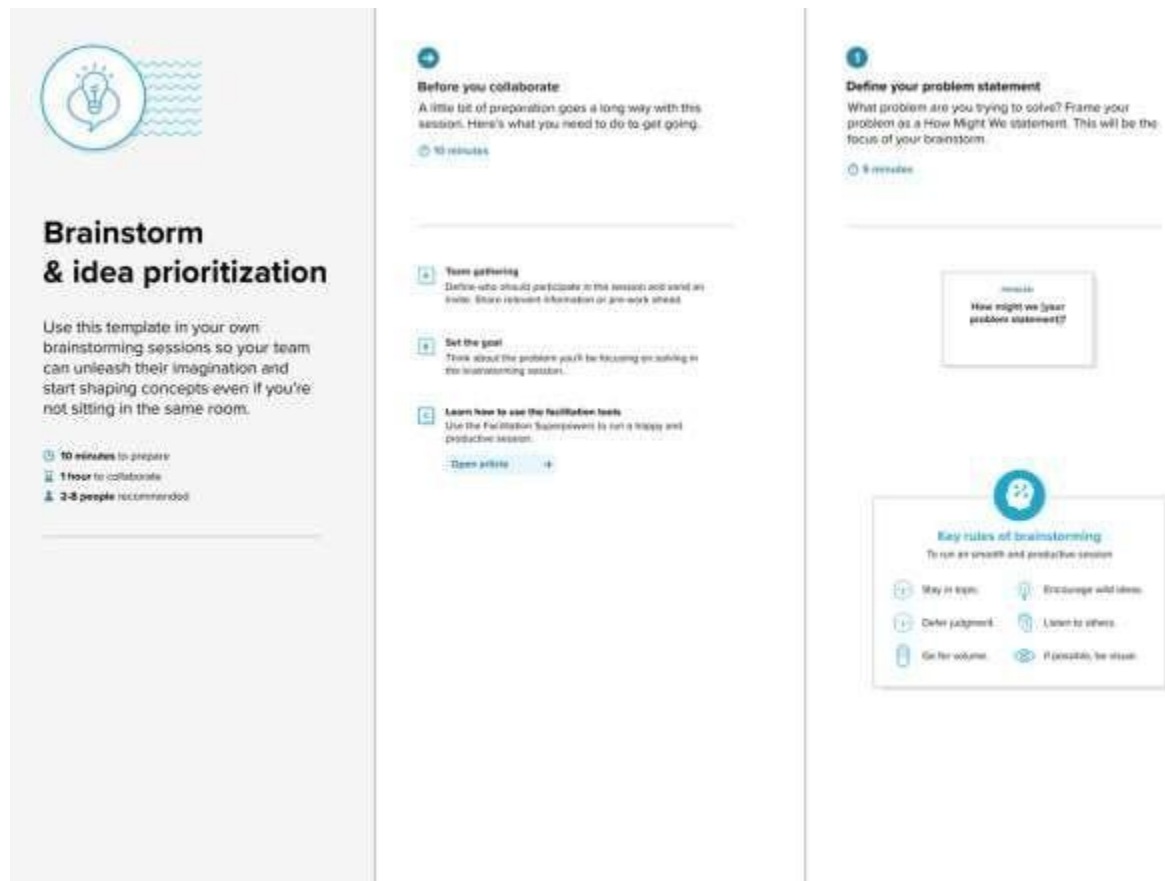 Brainstorm
& idea prioritization
Use this template in your own
brainstorming sessions so your team
can unleash their imagination and
start shaping concepts even if you're
not sitting in the same room.
10 minutes to prepare
1 hour to collaborate
2-8 people recommended
Before you collaborate
A little bit of preparation goes a long way with this
session. Here's what you need to do to get going.
10 minutes
A
Team gathering
Define who should participate in the session and send an
invite. Share relevant information or pre-work ahead.
B
Set the goal
Think about the problem you'll be focusing on solving in
the brainstorming session.
C
Learn how to use the facilitation tools
Use the Facilitation Superpowers to run a happy and
productive session.
Open article
1
Define your problem statement
What problem are you trying to solve? Frame your
problem as a How Might We statement. This will be the
focus of your brainstorm.
5 minutes
PROBLEM
How might we [your
problem statement]?
Key rules of brainstorming
To run an smooth and productive session
Stay in topic.
Encourage wild ideas.
Defer judgment.
Listen to others.
Go for volume.
If possible, be visual.